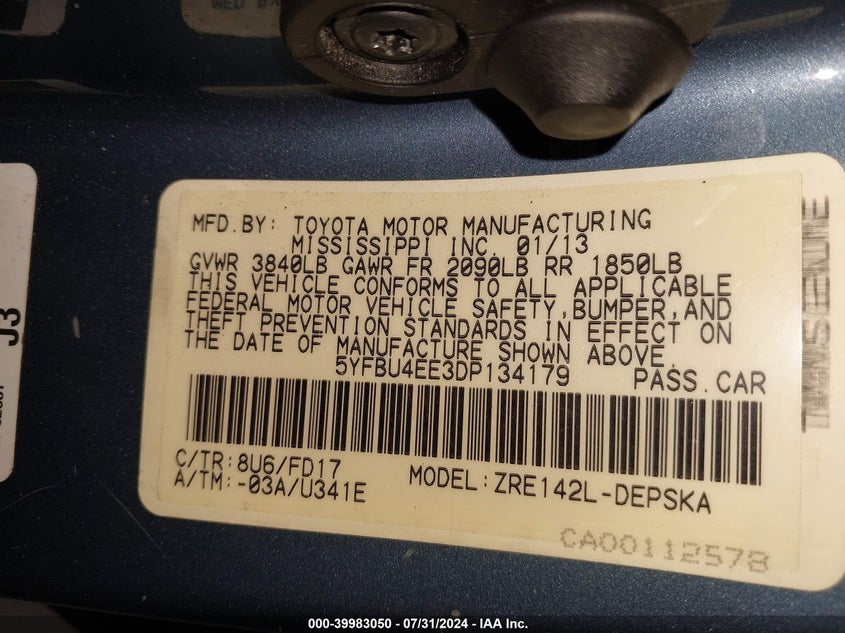 WED
J3
MFD.BY: TOYOTA MOTOR MANUFACTURING
MISSISSIPPI INC. 01/13
GVWR 3840LB GAWR FR 2090LB RR 1850LB
THIS VEHICLE CONFORMS TO ALL APPLICABLE
FEDERAL MOTOR VEHICLE SAFETY,BUMPER,AND
THEFT PREVENTION STANDARDS IN EFFECT ON
THE DATE OF MANUFACTURE SHOWN ABOVE.
5YFBU4EE3DP134179 PASS.CAR
C/TR:8U6/FD17
A/TM:-03A/U341E
MODEL:ZRE142L-DEPSKA
CA00112578
000-39983050 / 07/31/2024 - IAA Inc.